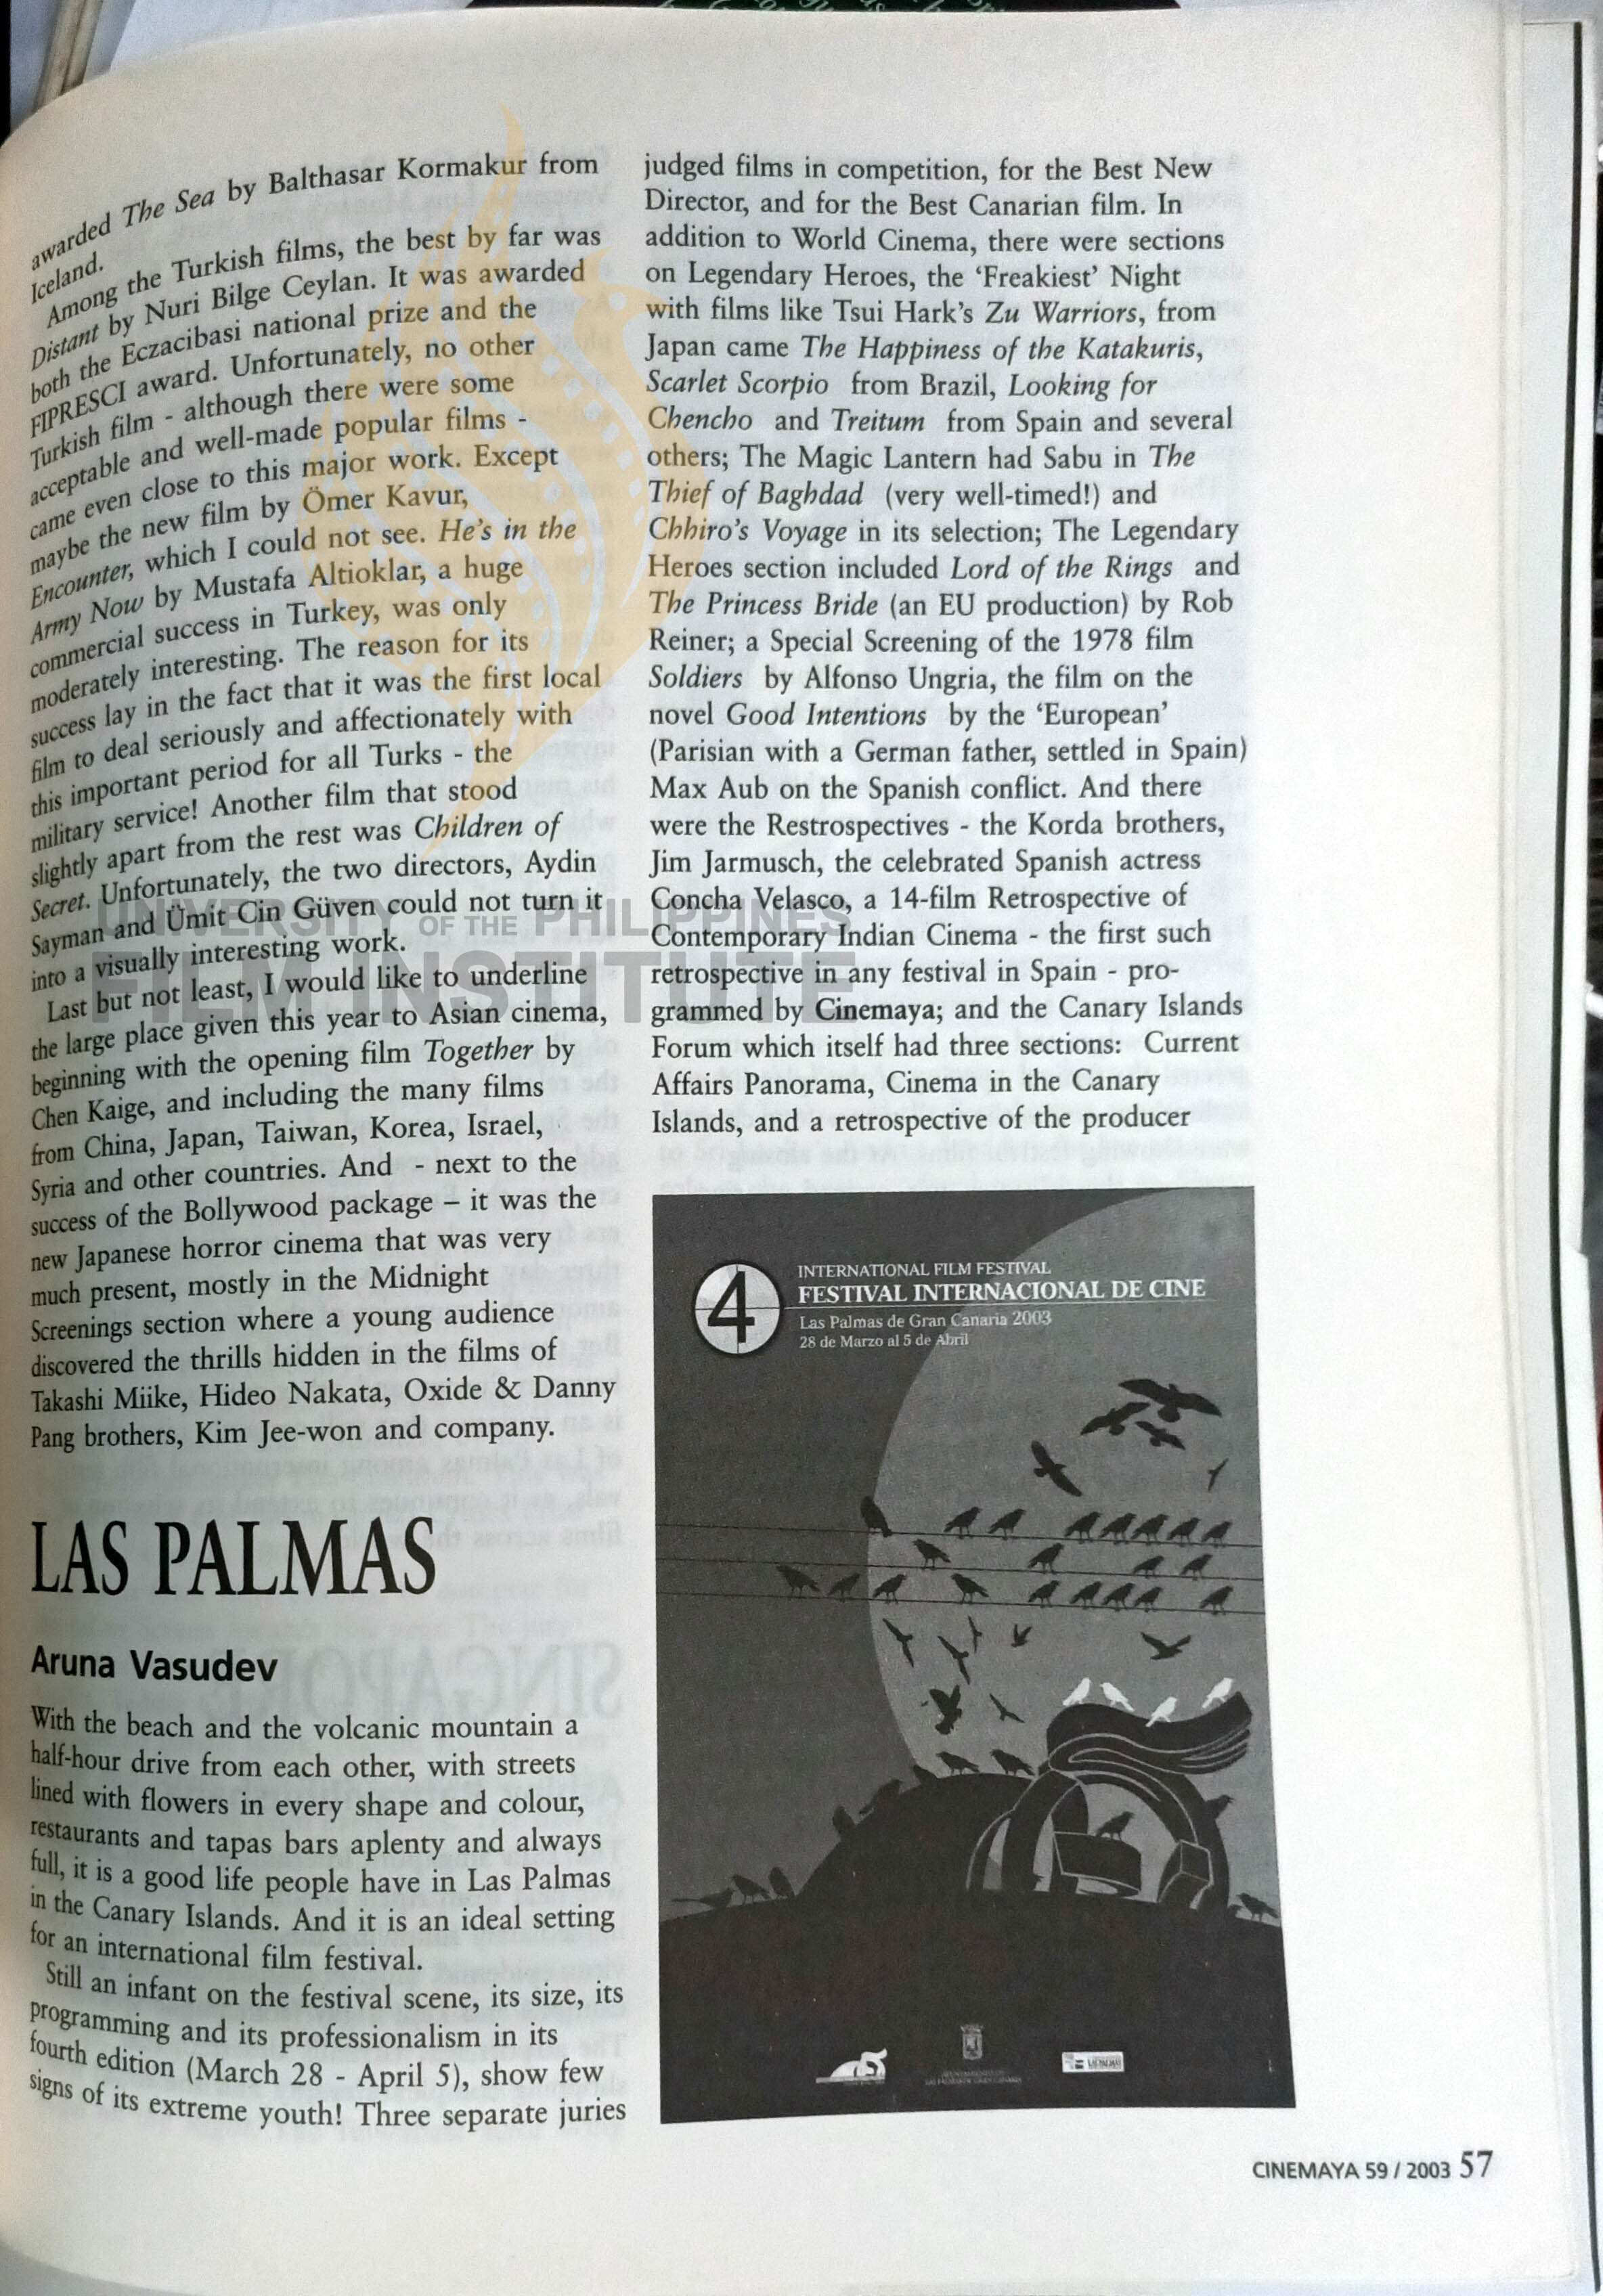 awarded The Sea by Balthasar Kormakur from
Iceland.
Among the Turkish films, the best by far was
Distant by Nuri Bilge Ceylan. It was awarded
both the Eczacibasi national prize and the
FIPRESCI award. Unfortunately, no other
Turkish film - although there were some
acceptable and well-made popular films -
came even close to this major work. Except
maybe the new film by Ömer Kavur,
Encounter, which I could not see. He's in the
Army Now by Mustafa Altioklar, a huge
commercial success in Turkey, was only
moderately interesting. The reason for its
success lay in the fact that it was the first local
film to deal seriously and affectionately with
this important period for all Turks - the
military service! Another film that stood
slightly apart from the rest was Children of
Secret. Unfortunately, the two directors, Aydin
Sayman and Ümit Cin Güven could not turn it
into a visually interesting work.
Last but not least, I would like to underline
the large place given this year to Asian cinema,
beginning with the opening film Together by
Chen Kaige, and including the many films
from China, Japan, Taiwan, Korea, Israel,
Syria and other countries. And - next to the
success of the Bollywood package – it was the
new Japanese horror cinema that was very
much present, mostly in the Midnight
Screenings section where a young audience
discovered the thrills hidden in the films of
Takashi Miike, Hideo Nakata, Oxide & Danny
Pang brothers, Kim Jee-won and company.
LAS PALMAS
Aruna Vasudev
With the beach and the volcanic mountain a
half-hour drive from each other, with streets
lined with flowers in every shape and colour,
restaurants and tapas bars aplenty and always
full, it is a good life people have in Las Palmas
in the Canary Islands. And it is an ideal setting
for an international film festival.
Still an infant on the festival scene, its size, its
programming and its professionalism in its
fourth edition (March 28 - April 5), show few
signs of its extreme youth! Three separate juries
judged films in competition, for the Best New
Director, and for the Best Canarian film. In
addition to World Cinema, there were sections
on Legendary Heroes, the 'Freakiest' Night
with films like Tsui Hark's Zu Warriors, from
Japan came The Happiness of the Katakuris,
Scarlet Scorpio from Brazil, Looking for
Chencho and Treitum from Spain and several
others; The Magic Lantern had Sabu in The
Thief of Baghdad (very well-timed!) and
Chhiro's Voyage in its selection; The Legendary
Heroes section included Lord of the Rings and
The Princess Bride (an EU production) by Rob
Reiner; a Special Screening of the 1978 film
Soldiers by Alfonso Ungria, the film on the
novel Good Intentions by the 'European'
(Parisian with a German father, settled in Spain)
Max Aub on the Spanish conflict. And there
were the Restrospectives - the Korda brothers,
Jim Jarmusch, the celebrated Spanish actress
Concha Velasco, a 14-film Retrospective of
Contemporary Indian Cinema - the first such
retrospective in any festival in Spain - pro-
grammed by Cinemaya; and the Canary Islands
Forum which itself had three sections: Current
Affairs Panorama, Cinema in the Canary
Islands, and a retrospective of the producer
4
INTERNATIONAL FILM FESTIVAL
FESTIVAL INTERNACIONAL DE CINE
Las Palmas de Gran Canaria 2003
28 de Marzo al 5 de Abril
CINEMAYA 59 / 2003 57
UNIVERSITY OF THE PHILIPPINES
FILM INSTITUTE